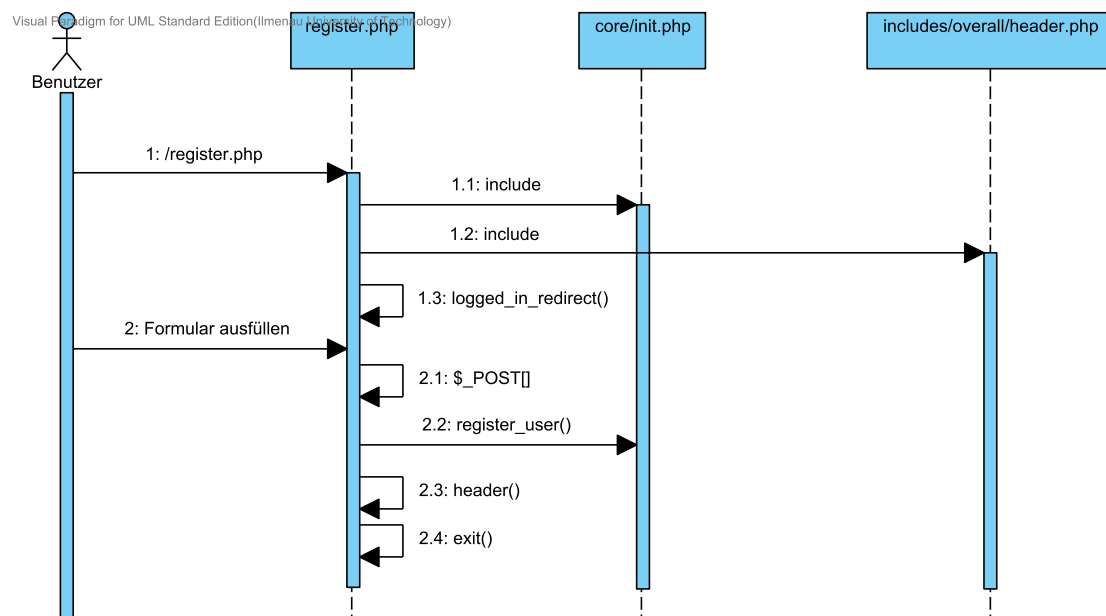 Visual Paradigm for UML Standard Edition(Ilmenau University of Technology)
register.php
core/init.php
includes/overall/header.php
Benutzer
1: /register.php
1.1: include
1.2: include
1.3: logged_in_redirect()
2: Formular ausfüllen
2.1: $_POST[]
2.2: register_user()
2.3: header()
2.4: exit()